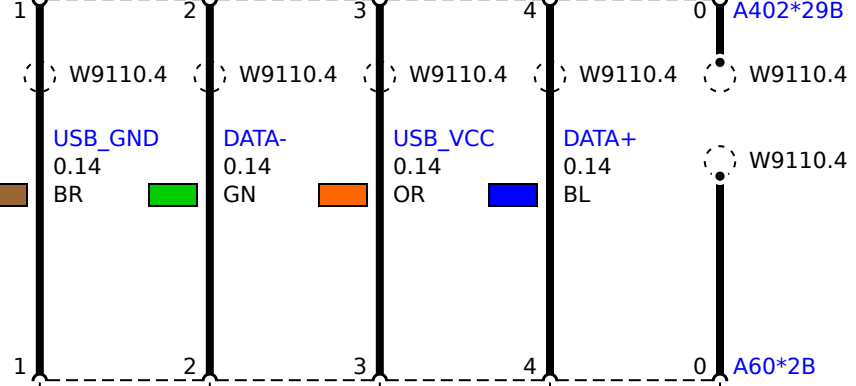 1 2 3 4 0 A402*29B
W9110.4 W9110.4 W9110.4 W9110.4 W9110.4
USB_GND DATA- USB_VCC DATA+
W9110.4
0.14 0.14 0.14 0.14
BR GN OR BL
1 2 3 4 0 A60*2B